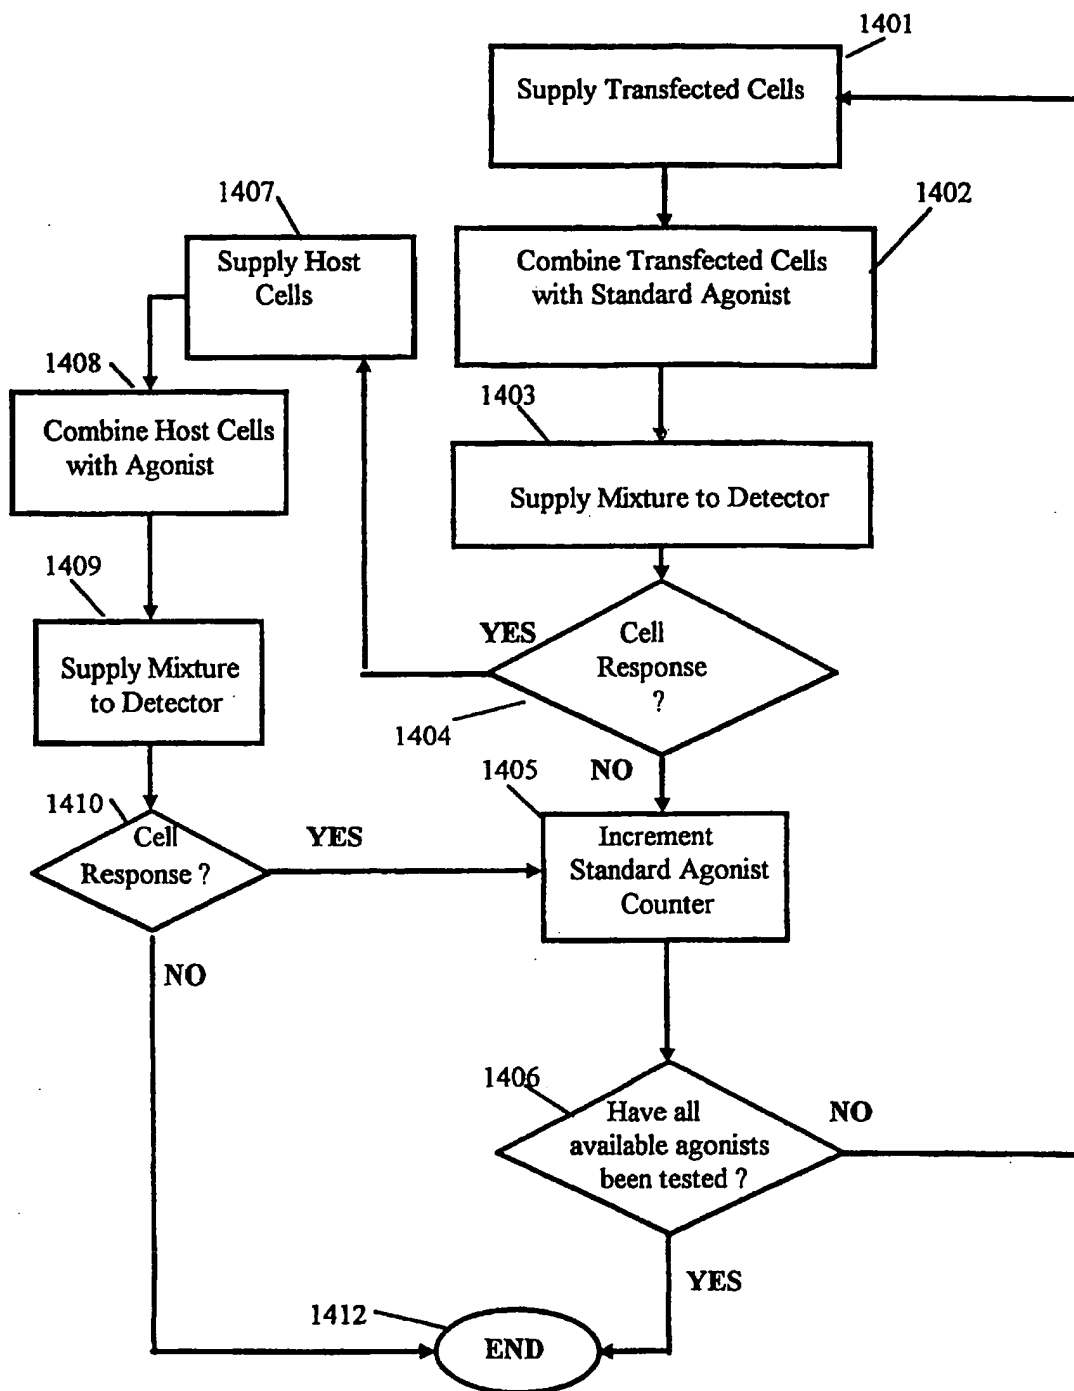 1401
Supply Transfected Cells
1402
Combine Transfected Cells
with Standard Agonist
1407
Supply Host
Cells
1408
Combine Host Cells
with Agonist
1403
Supply Mixture to Detector
1409
Supply Mixture
to Detector
YES
Cell
Response
?
1404
NO
1405
Increment
Standard Agonist
Counter
1410
Cell
Response ?
YES
NO
1406
Have all
available agonists
been tested ?
NO
YES
1412
END